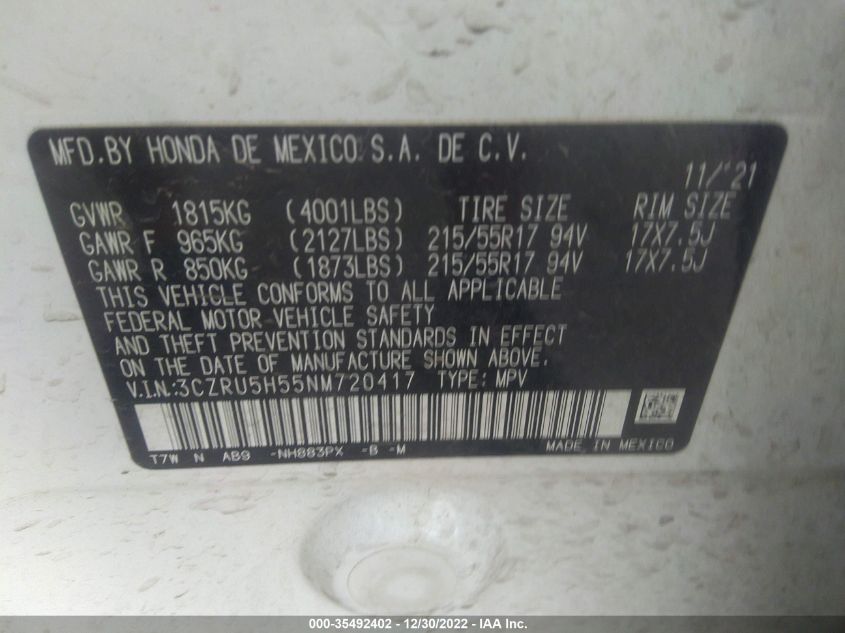 MFD.BY HONDA DE MEXICO S.A. DE C.V.
11/'21
GVWR 1815KG (4001LBS) TIRE SIZE RIM SIZE
GAWR F 965KG (2127LBS) 215/55R17 94V 17X7.5J
GAWR R 850KG (1873LBS) 215/55R17 94V 17X7.5J
THIS VEHICLE CONFORMS TO ALL APPLICABLE
FEDERAL MOTOR VEHICLE SAFETY
AND THEFT PREVENTION STANDARDS IN EFFECT
ON THE DATE OF MANUFACTURE SHOWN ABOVE.
V.I.N.:3CZRU5H55NM720417 TYPE: MPV
T7W N AB9 -NH883PX -B -M MADE IN MEXICO
000-35492402 - 12/30/2022 - IAA Inc.